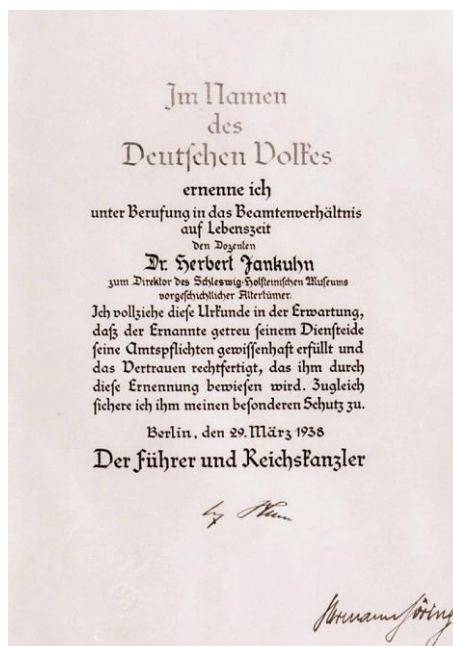 Im Namen
des
Deutschen Volkes
ernenne ich
unter Berufung in das Beamtenverhältnis
auf Lebenszeit
den Dozenten
Dr. Herbert Jankuhn
zum Direktor des Schleswig-Holsteinischen Museums
vorgeschichtlicher Altertümer.
Ich vollziehe diese Urkunde in der Erwartung,
daß der Ernannte getreu seinem Diensteide
seine Amtspflichten gewissenhaft erfüllt und
das Vertrauen rechtfertigt, das ihm durch
diese Ernennung bewiesen wird. Zugleich
sichere ich ihm meinen besonderen Schutz zu.
Berlin, den 29. März 1938
Der Führer und Reichskanzler
Hermann Göring